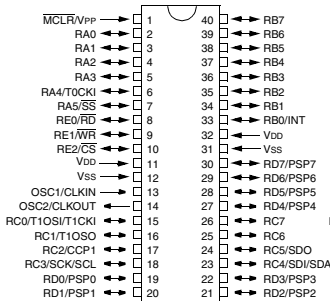 MCLR/VPP 1 40 RB7
RA0 2 39 RB6
RA1 3 38 RB5
RA2 4 37 RB4
RA3 5 36 RB3
RA4/T0CKI 6 35 RB2
RA5/SS 7 34 RB1
RE0/RD 8 33 RB0/INT
RE1/WR 9 32 VDD
RE2/CS 10 31 VSS
VDD 11 30 RD7/PSP7
VSS 12 29 RD6/PSP6
OSC1/CLKIN 13 28 RD5/PSP5
OSC2/CLKOUT 14 27 RD4/PSP4
RC0/T1OSI/T1CKI 15 26 RC7
RC1/T1OSO 16 25 RC6
RC2/CCP1 17 24 RC5/SDO
RC3/SCK/SCL 18 23 RC4/SDI/SDA
RD0/PSP0 19 22 RD3/PSP3
RD1/PSP1 20 21 RD2/PSP2